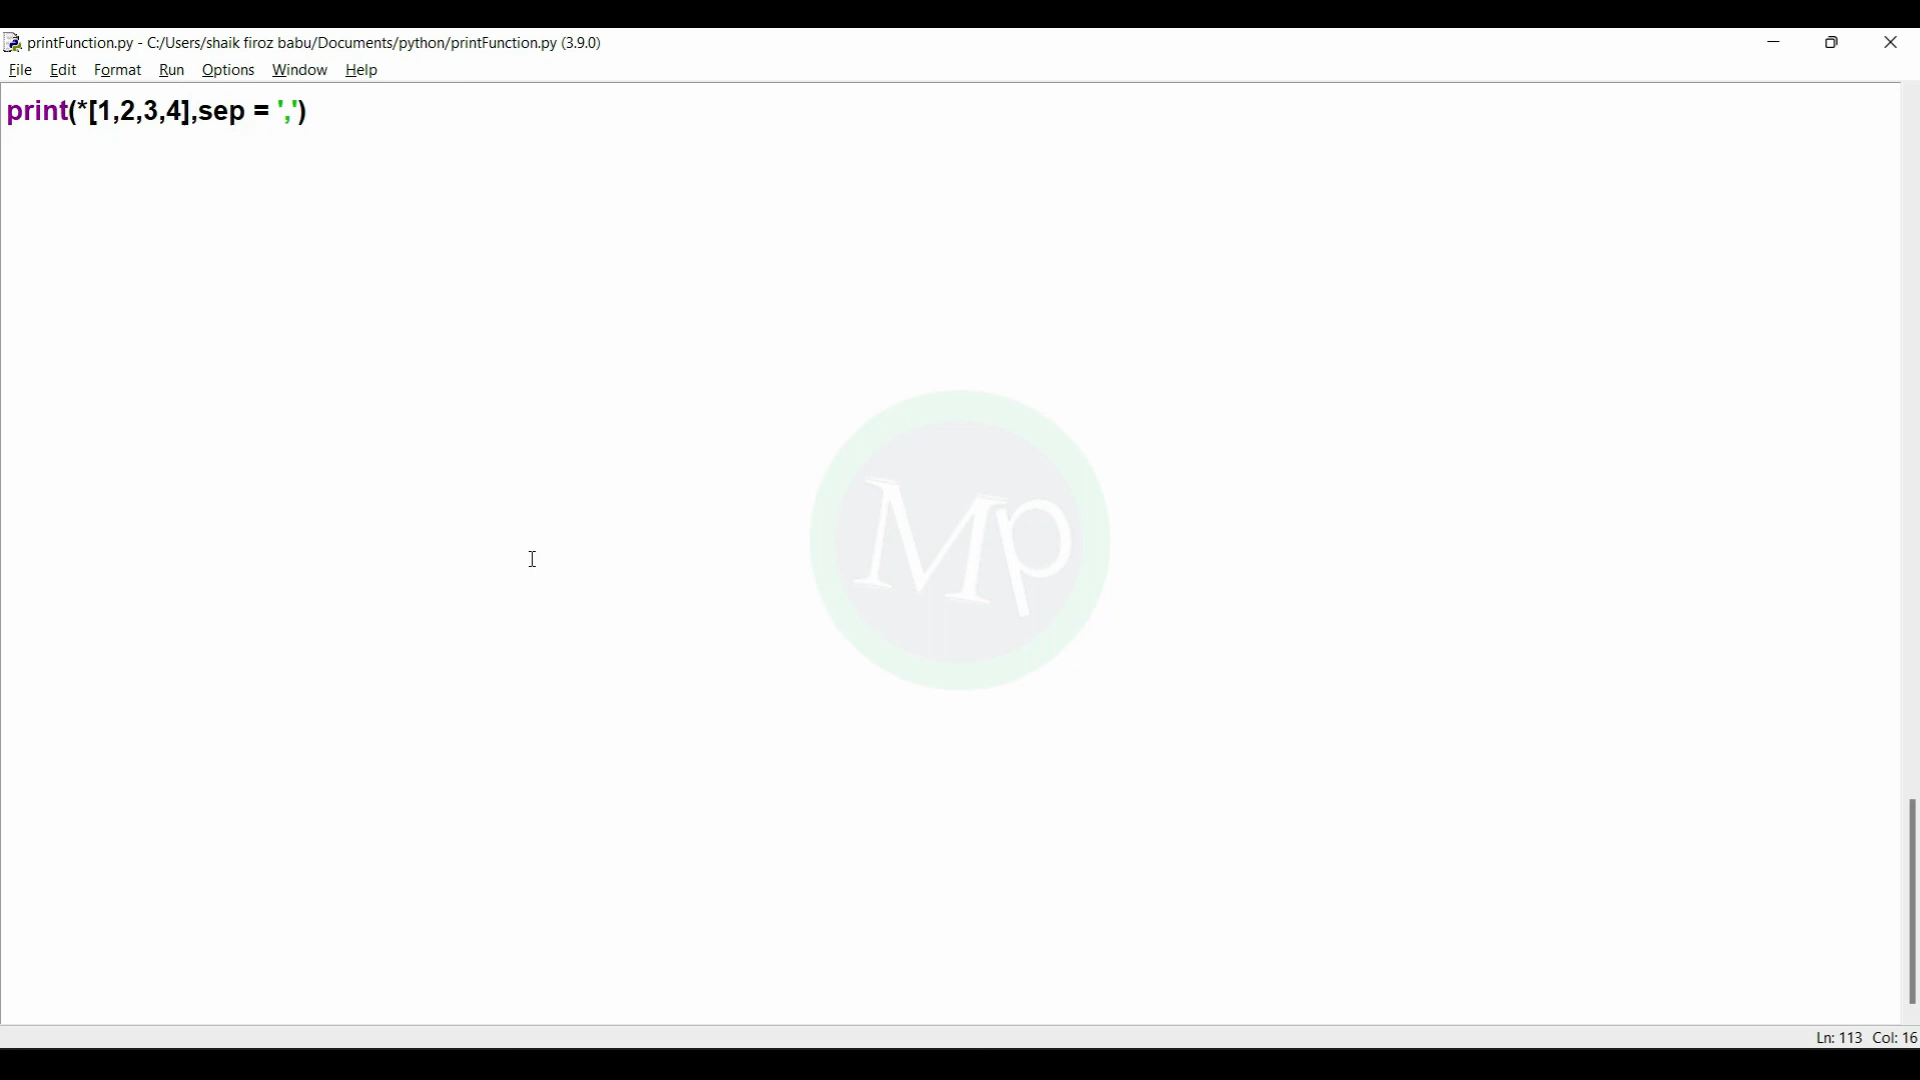 printFunction.py - C:/Users/shaik firoz babu/Documents/python/printFunction.py (3.9.0)
File Edit Format Run Options Window Help
print(*[1,2,3,4],sep = ',')
Mp
Ln: 113 Col: 16